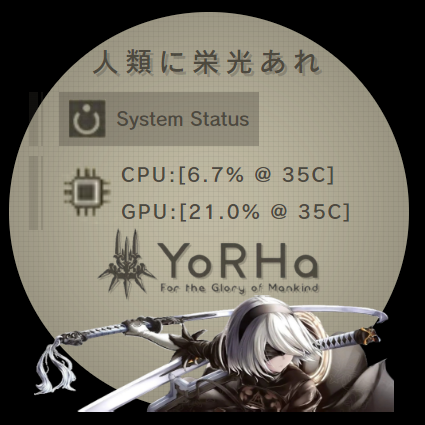 人類に栄光あれ
System Status
CPU:[6.7% @ 35C]
GPU:[21.0% @ 35C]
YoRHa
For the Glory of Mankind